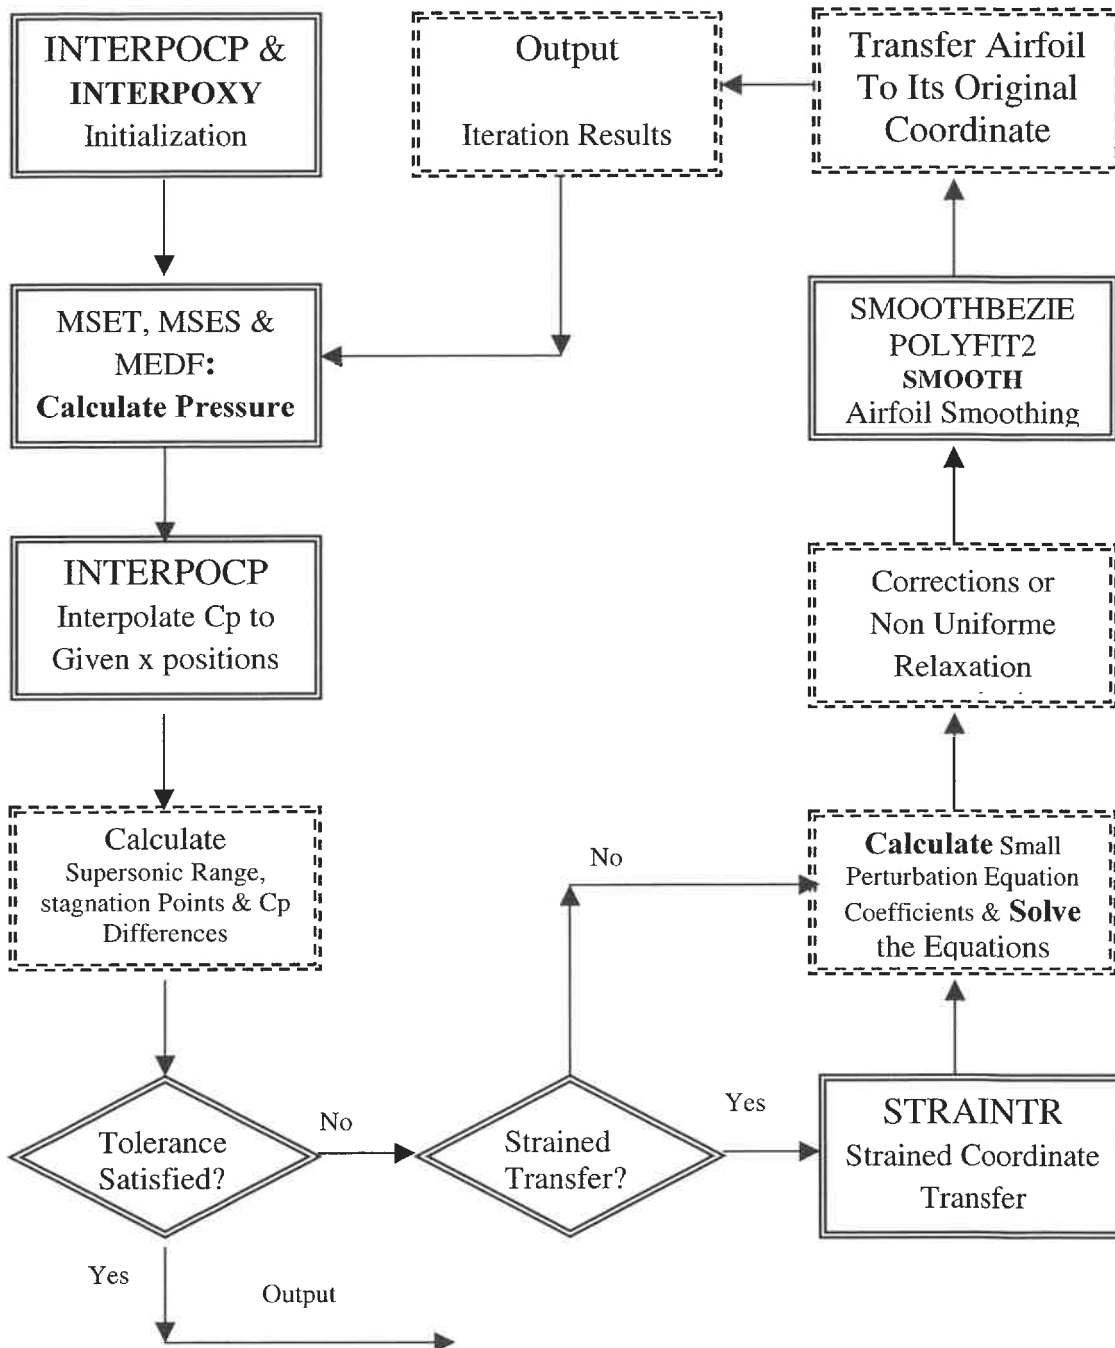 INTERPOCP &
INTERPOXY
Initialization
Output
Iteration Results
Transfer Airfoil
To Its Original
Coordinate
MSET, MSES &
MEDF:
Calculate Pressure
SMOOTHBEZIE
POLYFIT2
SMOOTH
Airfoil Smoothing
INTERPOCP
Interpolate Cp to
Given x positions
Corrections or
Non Uniforme
Relaxation
Calculate
Supersonic Range,
stagnation Points & Cp
Differences
No
Calculate Small
Perturbation Equation
Coefficients & Solve
the Equations
Tolerance
Satisfied?
No
Strained
Transfer?
Yes
STRAINTR
Strained Coordinate
Transfer
Yes
Output